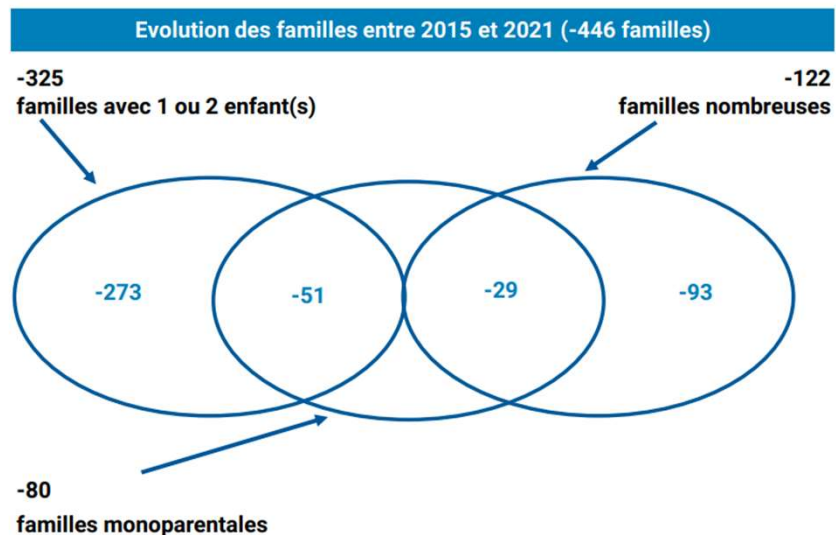 Evolution des familles entre 2015 et 2021 (-446 familles)
-325
familles avec 1 ou 2 enfant(s)
-122
familles nombreuses
-273
-51
-29
-93
-80
familles monoparentales